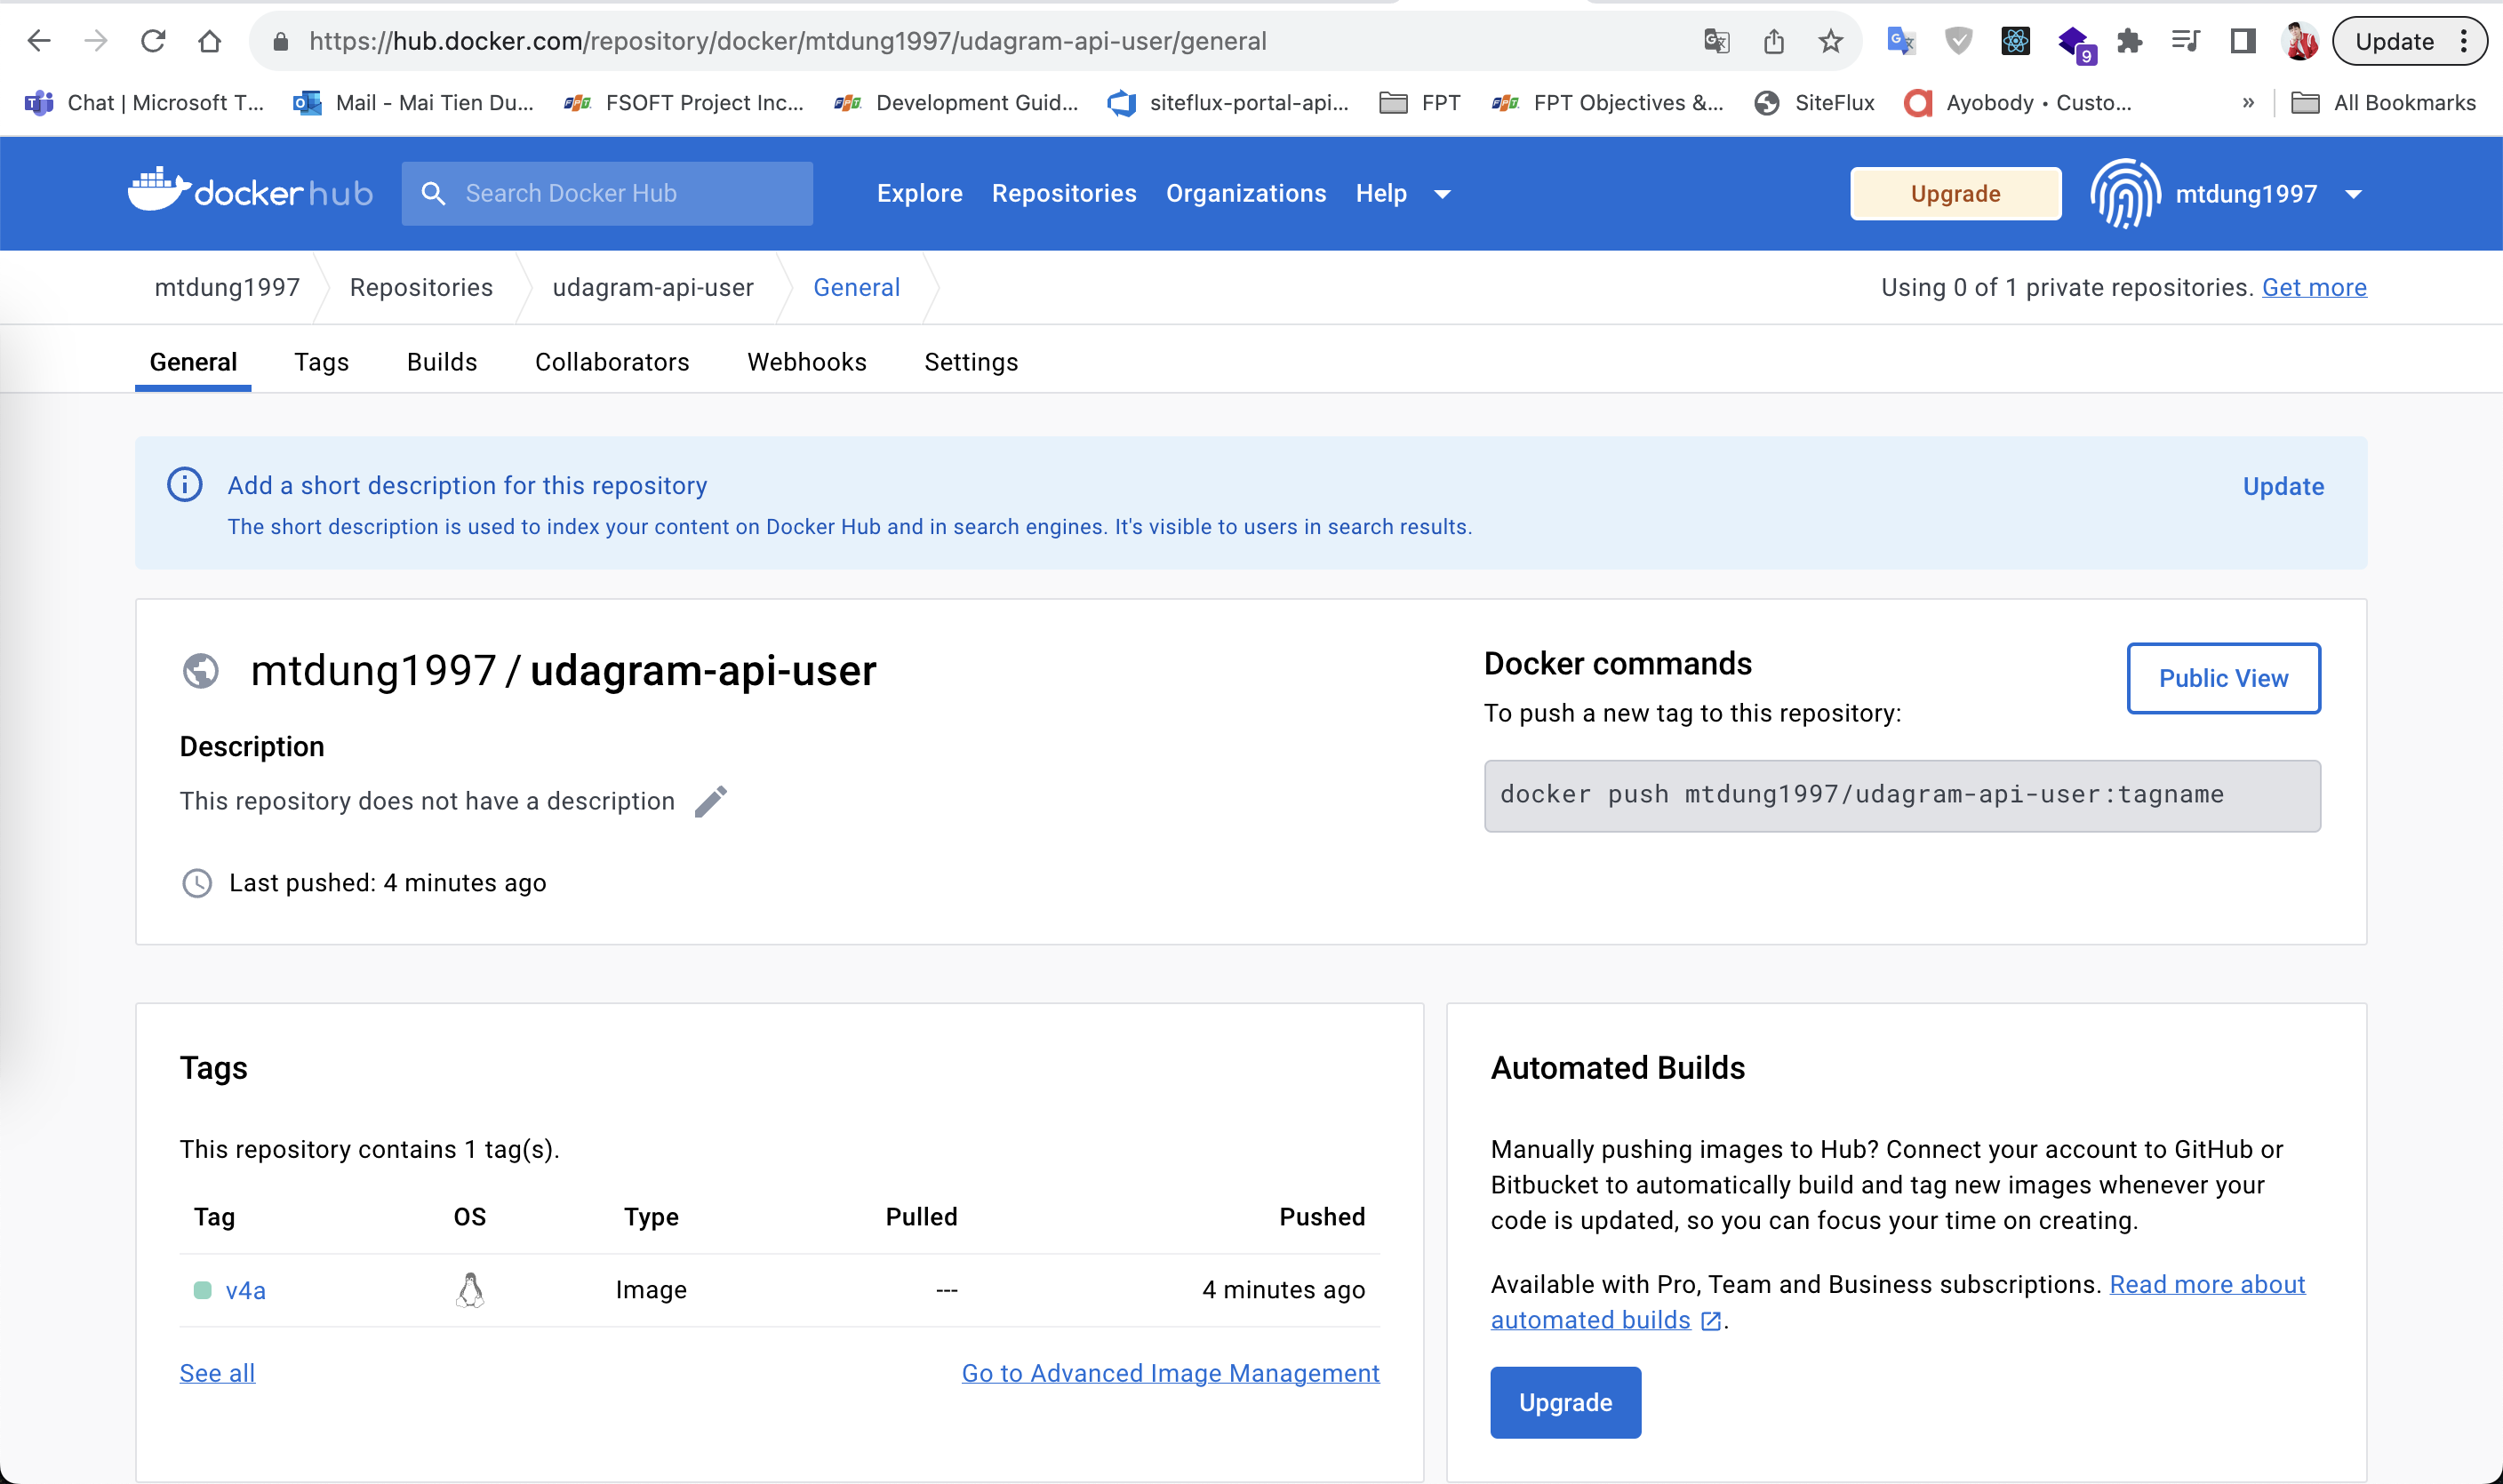 https://hub.docker.com/repository/docker/mtdung1997/udagram-api-user/general
9
Update
Chat | Microsoft T...
Mail - Mai Tien Du...
FSOFT Project Inc...
Development Guid...
siteflux-portal-api...
FPT
FPT Objectives &...
SiteFlux
Ayobody • Custo...
»
All Bookmarks
dockerhub
Search Docker Hub
Explore
Repositories
Organizations
Help
Upgrade
mtdung1997
mtdung1997
Repositories
udagram-api-user
General
Using 0 of 1 private repositories. Get more
General
Tags
Builds
Collaborators
Webhooks
Settings
Add a short description for this repository
Update
The short description is used to index your content on Docker Hub and in search engines. It's visible to users in search results.
mtdung1997 / udagram-api-user
Description
This repository does not have a description
Last pushed: 4 minutes ago
Docker commands
Public View
To push a new tag to this repository:
docker push mtdung1997/udagram-api-user:tagname
Tags
This repository contains 1 tag(s).
Tag OS Type Pulled Pushed
v4a Image --- 4 minutes ago
See all
Go to Advanced Image Management
Automated Builds
Manually pushing images to Hub? Connect your account to GitHub or
Bitbucket to automatically build and tag new images whenever your
code is updated, so you can focus your time on creating.
Available with Pro, Team and Business subscriptions. Read more about
automated builds .
Upgrade